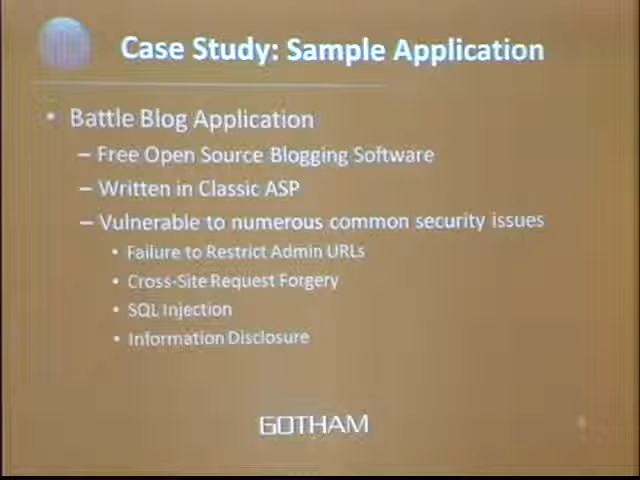 Case Study: Sample Application
• Battle Blog Application
– Free Open Source Blogging Software
– Written in Classic ASP
– Vulnerable to numerous common security issues
• Failure to Restrict Admin URLs
• Cross-Site Request Forgery
• SQL Injection
• Information Disclosure
GOTHAM